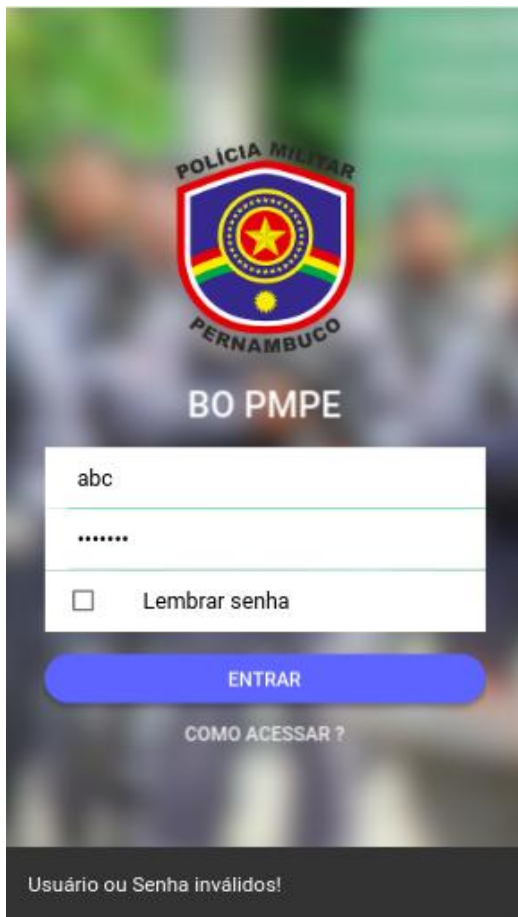 POLÍCIA MILITAR
PERNAMBUCO
BO PMPE
abc
•••••••
Lembrar senha
ENTRAR
COMO ACESSAR ?
Usuário ou Senha inválidos!